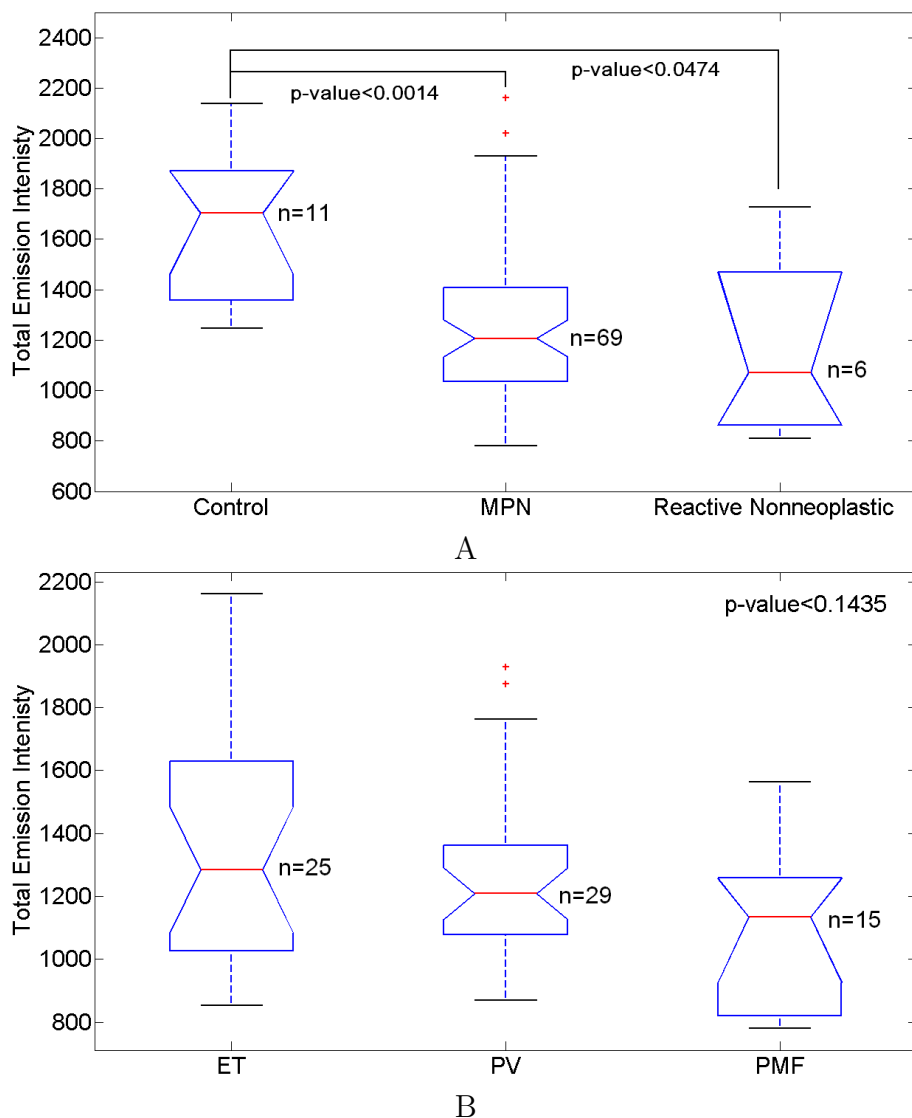 2400
2200
2000
1800
1600
1400
1200
1000
800
600
Total Emission Intenisty
p-value<0.0014
p-value<0.0474
n=11
n=69
n=6
Control MPN Reactive Nonneoplastic
A
2200
2000
1800
1600
1400
1200
1000
800
Total Emission Intenisty
p-value<0.1435
n=25
n=29
n=15
ET PV PMF
B